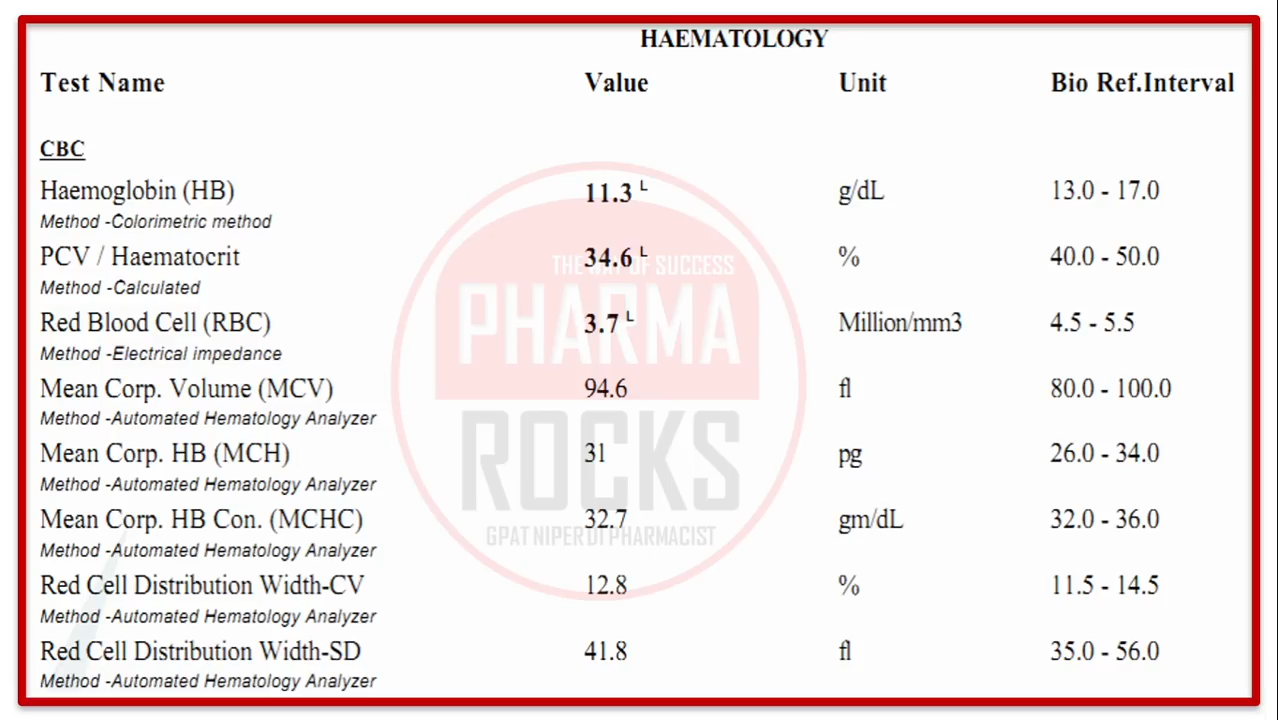 HAEMATOLOGY
Test Name Value Unit Bio Ref.Interval
CBC
Haemoglobin (HB) 11.3 L g/dL 13.0 - 17.0
Method -Colorimetric method
PCV / Haematocrit 34.6 L % 40.0 - 50.0
Method -Calculated
Red Blood Cell (RBC) 3.7 L Million/mm3 4.5 - 5.5
Method -Electrical impedance
Mean Corp. Volume (MCV) 94.6 fl 80.0 - 100.0
Method -Automated Hematology Analyzer
Mean Corp. HB (MCH) 31 pg 26.0 - 34.0
Method -Automated Hematology Analyzer
Mean Corp. HB Con. (MCHC) 32.7 gm/dL 32.0 - 36.0
Method -Automated Hematology Analyzer
Red Cell Distribution Width-CV 12.8 % 11.5 - 14.5
Method -Automated Hematology Analyzer
Red Cell Distribution Width-SD 41.8 fl 35.0 - 56.0
Method -Automated Hematology Analyzer
THE WAY OF SUCCESS
PHARMA
ROCKS
GPAT NIPER DI PHARMACIST